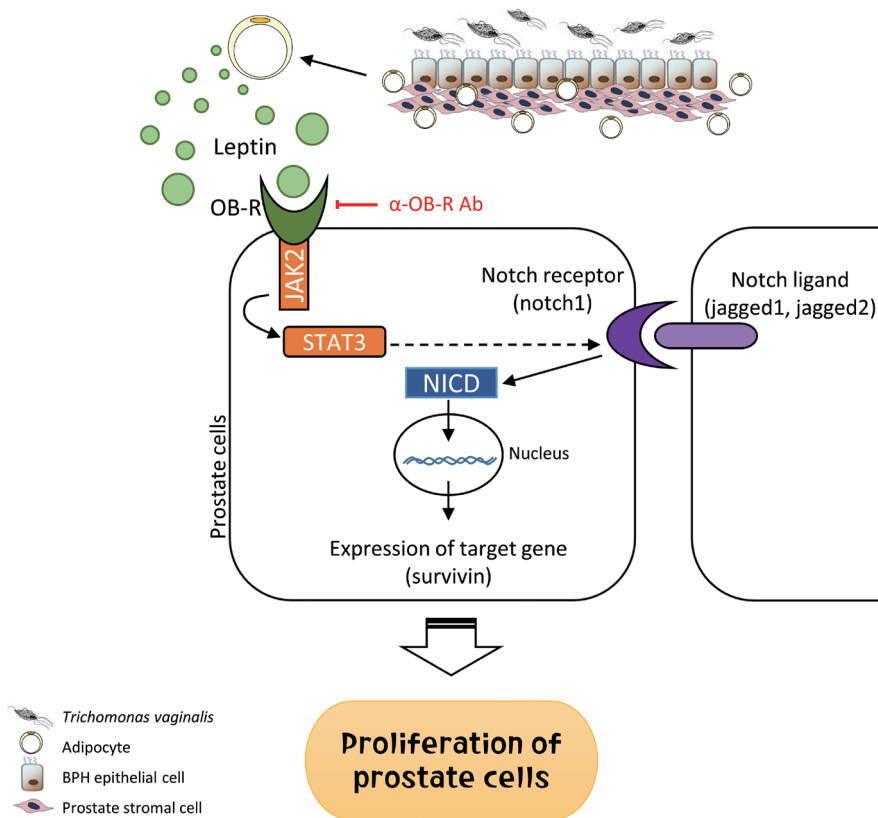 Leptin
OB-R
α-OB-R Ab
JAK2
Notch receptor
(notch1)
Notch ligand
(jagged1, jagged2)
STAT3
NICD
Nucleus
Prostate cells
Expression of target gene
(survivin)
Trichomonas vaginalis
Adipocyte
BPH epithelial cell
Prostate stromal cell
Proliferation of
prostate cells